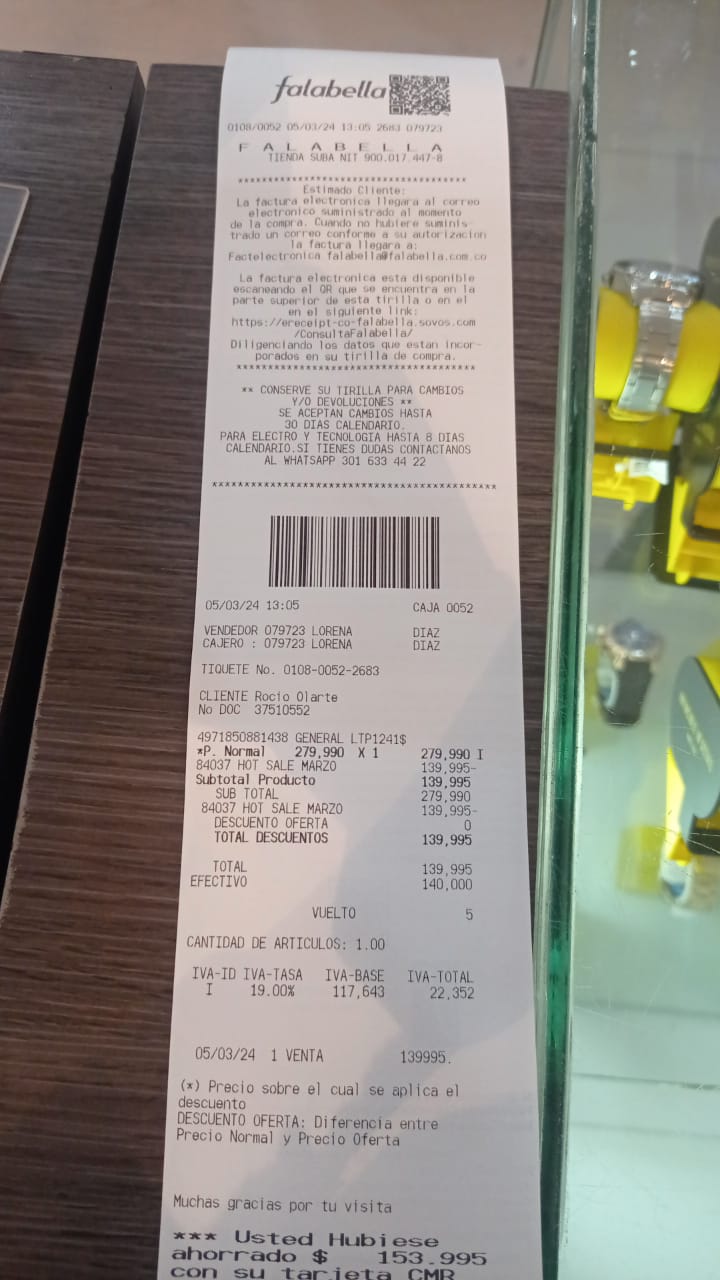 falabella
0108/0052 05/03/24 13:05 2683 079723
F A L A B E L L A
TIENDA SUBA NIT 900.017.447-8
******************************************
Estimado Cliente:
La factura electronica llegara al correo
electronico suministrado al momento
de la compra. Cuando no hubiere suminis-
trado un correo conforme a su autorizacion
la factura llegara a:
Factelectronica falabella@falabella.com.co
La factura electronica esta disponible
escaneando el QR que se encuentra en la
parte superior de esta tirilla o en el
en el siguiente link:
https://ereceipt-co-falabella.sovos.com
/ConsultaFalabella/
Diligenciando los datos que estan incor-
porados en su tirilla de compra.
******************************************
** CONSERVE SU TIRILLA PARA CAMBIOS
Y/O DEVOLUCIONES **
SE ACEPTAN CAMBIOS HASTA
30 DIAS CALENDARIO.
PARA ELECTRO Y TECNOLOGIA HASTA 8 DIAS
CALENDARIO.SI TIENES DUDAS CONTACTANOS
AL WHATSAPP 301 633 44 22
******************************************
05/03/24 13:05 CAJA 0052
VENDEDOR 079723 LORENA DIAZ
CAJERO : 079723 LORENA DIAZ
TIQUETE No. 0108-0052-2683
CLIENTE Rocio Olarte
No DOC 37510552
4971850881438 GENERAL LTP1241$
*P. Normal 279,990 X 1 279,990 I
84037 HOT SALE MARZO 139,995-
Subtotal Producto 139,995
SUB TOTAL 279,990
84037 HOT SALE MARZO 139,995-
DESCUENTO OFERTA 0
TOTAL DESCUENTOS 139,995
TOTAL 139,995
EFECTIVO 140,000
VUELTO 5
CANTIDAD DE ARTICULOS: 1.00
IVA-ID IVA-TASA IVA-BASE IVA-TOTAL
I 19.00% 117,643 22,352
05/03/24 1 VENTA 139995.
(*) Precio sobre el cual se aplica el
descuento
DESCUENTO OFERTA: Diferencia entre
Precio Normal y Precio Oferta
Muchas gracias por tu visita
*** Usted Hubiese
ahorrado $ 153.995
con su tarjeta CMR